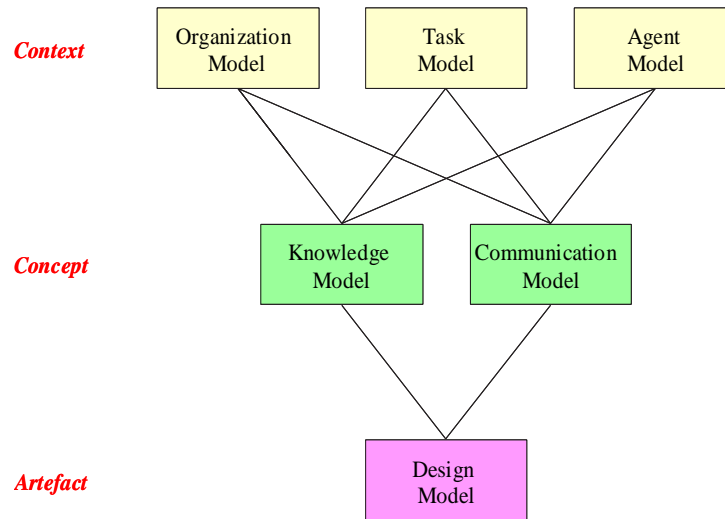 Context
Organization
Model
Task
Model
Agent
Model
Concept
Knowledge
Model
Communication
Model
Artefact
Design
Model